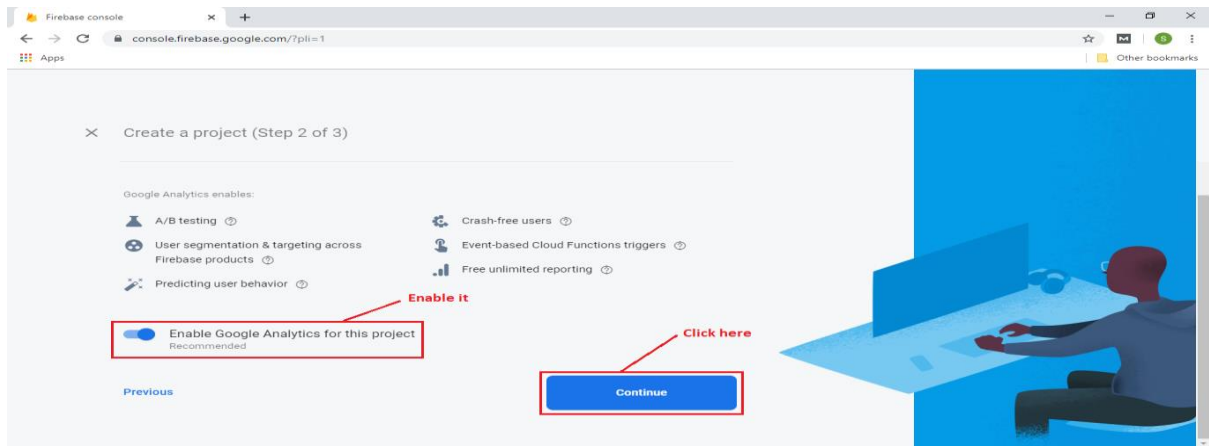 Firebase console
console.firebase.google.com/?pli=1
M
S
Apps
Other bookmarks
Create a project (Step 2 of 3)
Google Analytics enables:
A/B testing
Crash-free users
User segmentation & targeting across
Firebase products
Event-based Cloud Functions triggers
Free unlimited reporting
Predicting user behavior
Enable it
Enable Google Analytics for this project
Recommended
Click here
Previous
Continue